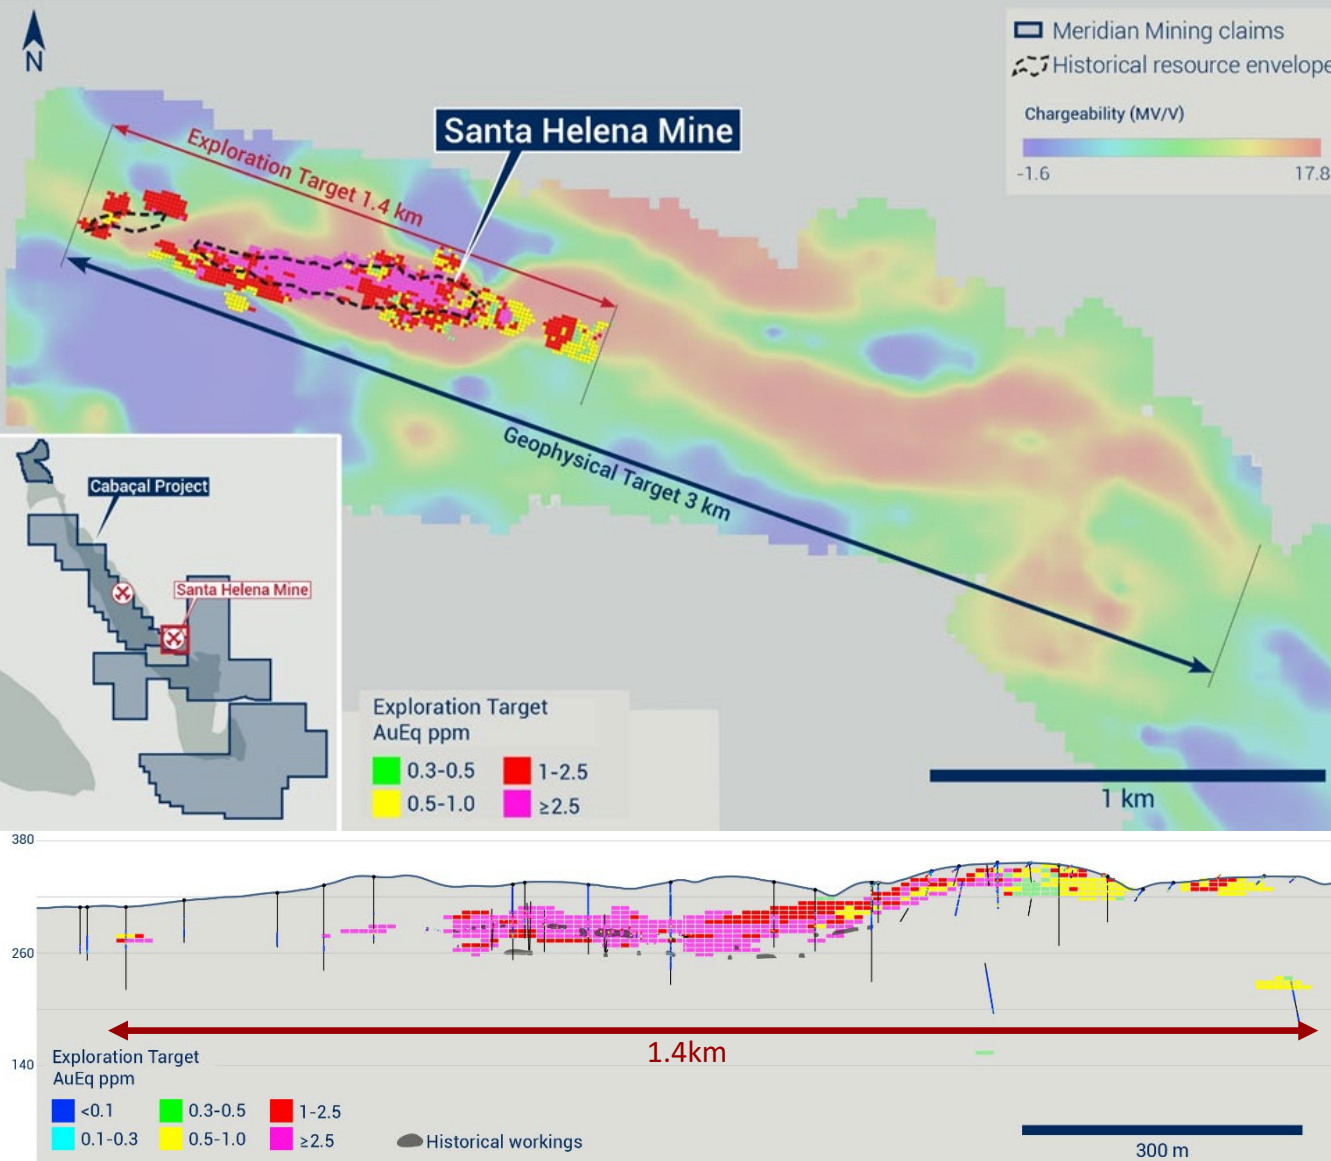 N
Meridian Mining claims
Historical resource envelope
Chargeability (MV/V)
-1.6 17.8
Santa Helena Mine
Exploration Target 1.4 km
Geophysical Target 3 km
Cabaçal Project
Santa Helena Mine
Exploration Target
AuEq ppm
0.3-0.5 1-2.5
0.5-1.0 ≥2.5
1 km
380
260
140
1.4km
Exploration Target
AuEq ppm
<0.1 0.3-0.5 1-2.5
0.1-0.3 0.5-1.0 ≥2.5
Historical workings
300 m